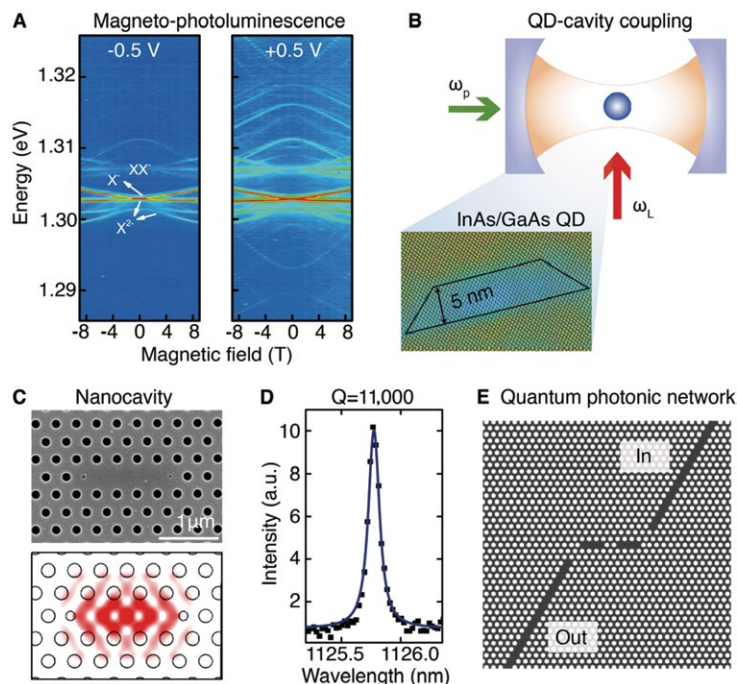 A Magneto-photoluminescence
-0.5 V
+0.5 V
1.32
1.31
1.30
1.29
Energy (eV)
X⁻
XX⁻
X²⁻
-8 -4 0 4 8
-8 -4 0 4 8
Magnetic field (T)
B QD-cavity coupling
ωp
ωL
InAs/GaAs QD
5 nm
C Nanocavity
1μm
D Q=11,000
10
8
6
4
2
Intensity (a.u.)
1125.5 1126.0
Wavelength (nm)
E Quantum photonic network
In
Out